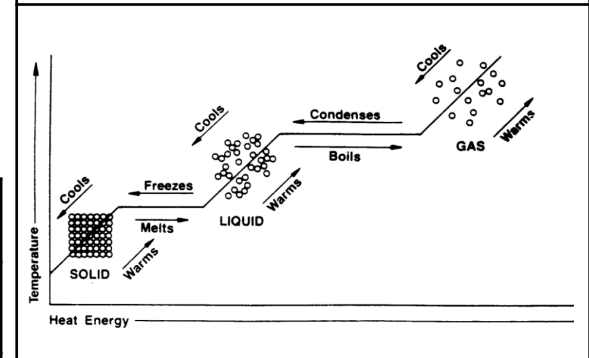 Cools
Condenses
Boils
Warms
GAS
Cools
Freezes
Melts
Warms
LIQUID
Cools
Warms
SOLID
Temperature
Heat Energy